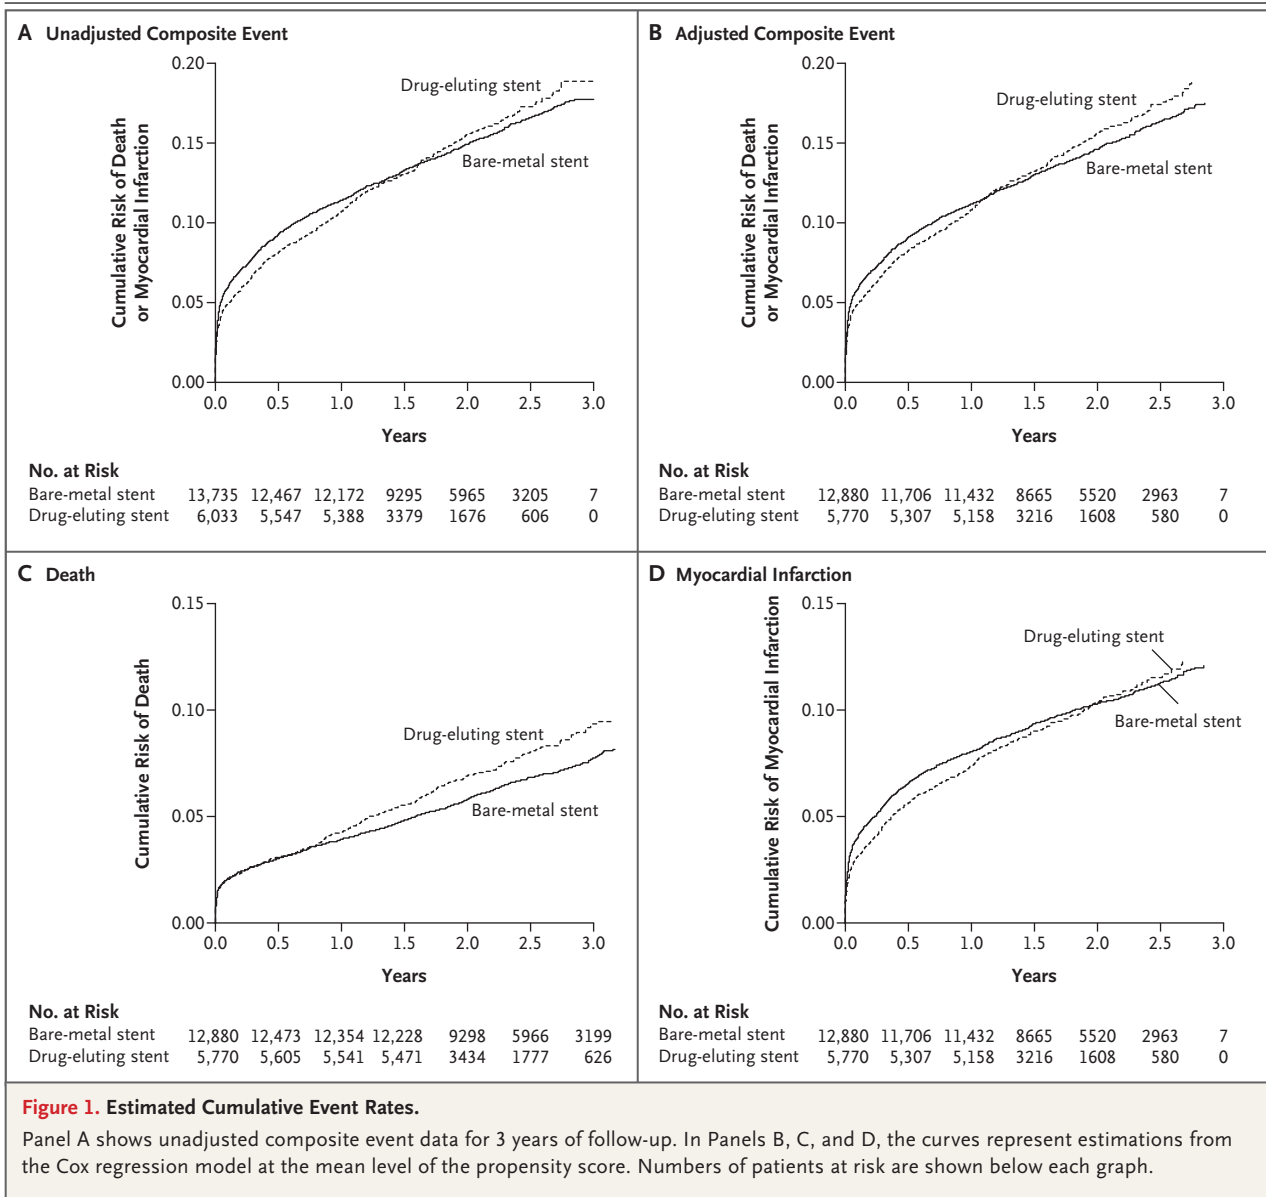 A Unadjusted Composite Event
Cumulative Risk of Death
or Myocardial Infarction
0.20
0.15
0.10
0.05
0.00
Drug-eluting stent
Bare-metal stent
0.0 0.5 1.0 1.5 2.0 2.5 3.0
Years
No. at Risk
Bare-metal stent 13,735 12,467 12,172 9295 5965 3205 7
Drug-eluting stent 6,033 5,547 5,388 3379 1676 606 0
B Adjusted Composite Event
Cumulative Risk of Death
or Myocardial Infarction
0.20
0.15
0.10
0.05
0.00
Drug-eluting stent
Bare-metal stent
0.0 0.5 1.0 1.5 2.0 2.5 3.0
Years
No. at Risk
Bare-metal stent 12,880 11,706 11,432 8665 5520 2963 7
Drug-eluting stent 5,770 5,307 5,158 3216 1608 580 0
C Death
Cumulative Risk of Death
0.15
0.10
0.05
0.00
Drug-eluting stent
Bare-metal stent
0.0 0.5 1.0 1.5 2.0 2.5 3.0
Years
No. at Risk
Bare-metal stent 12,880 12,473 12,354 12,228 9298 5966 3199
Drug-eluting stent 5,770 5,605 5,541 5,471 3434 1777 626
D Myocardial Infarction
Cumulative Risk of Myocardial Infarction
0.15
0.10
0.05
0.00
Drug-eluting stent
Bare-metal stent
0.0 0.5 1.0 1.5 2.0 2.5 3.0
Years
No. at Risk
Bare-metal stent 12,880 11,706 11,432 8665 5520 2963 7
Drug-eluting stent 5,770 5,307 5,158 3216 1608 580 0
Figure 1. Estimated Cumulative Event Rates.
Panel A shows unadjusted composite event data for 3 years of follow-up. In Panels B, C, and D, the curves represent estimations from
the Cox regression model at the mean level of the propensity score. Numbers of patients at risk are shown below each graph.